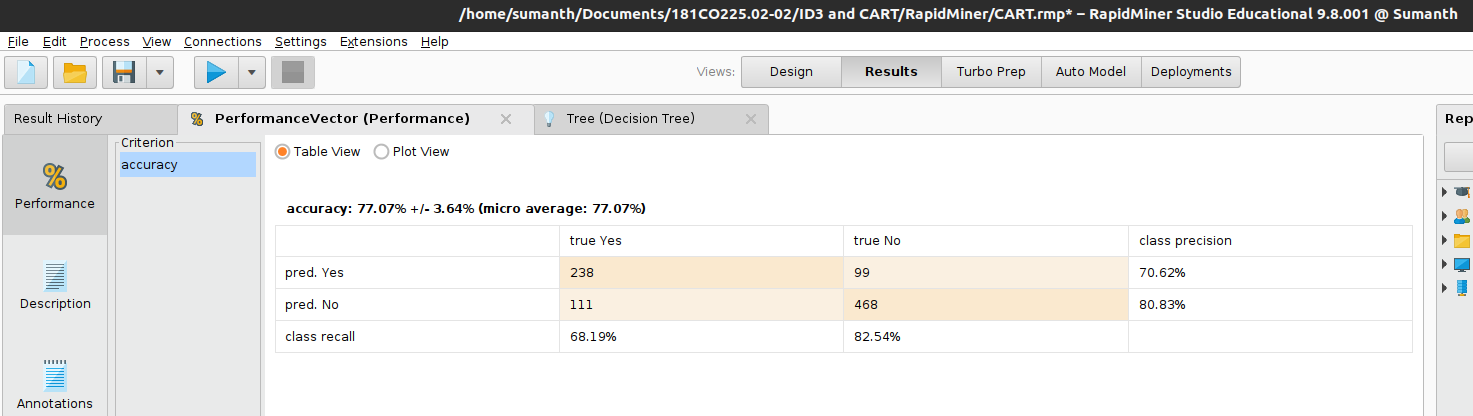 /home/sumanth/Documents/181CO225.02-02/ID3 and CART/RapidMiner/CART.rmp* – RapidMiner Studio Educational 9.8.001 @ Sumanth
File Edit Process View Connections Settings Extensions Help
Views: Design Results Turbo Prep Auto Model Deployments
Result History % PerformanceVector (Performance) Tree (Decision Tree) Rep
Criterion
accuracy
Table View Plot View
%
Performance
accuracy: 77.07% +/- 3.64% (micro average: 77.07%)
true Yes true No class precision
pred. Yes 238 99 70.62%
pred. No 111 468 80.83%
class recall 68.19% 82.54%
Description
Annotations